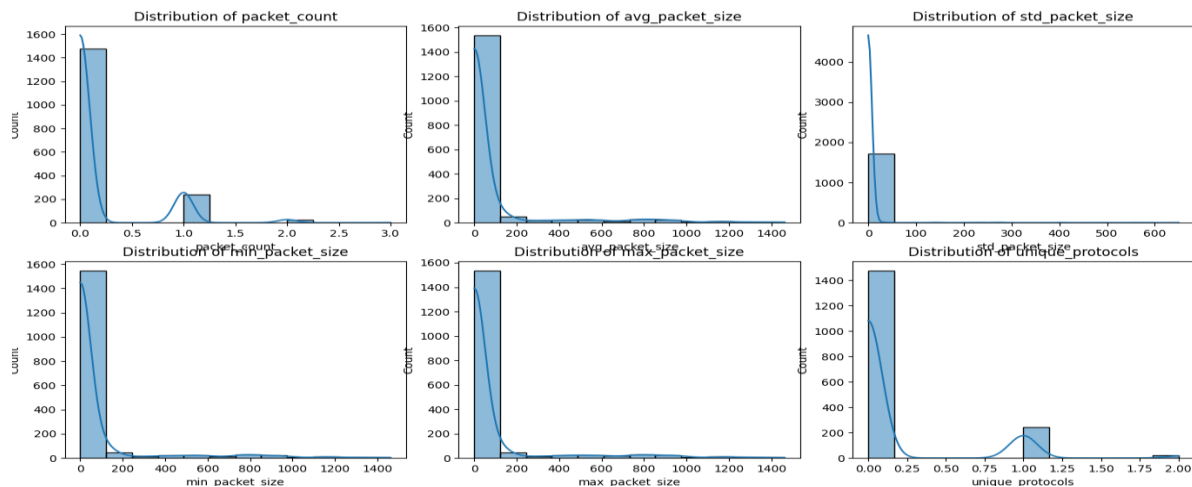 Distribution of packet_count
1600
1400
1200
1000
800
600
400
200
0
Count
0.0 0.5 1.0 1.5 2.0 2.5 3.0
packet_count
Distribution of avg_packet_size
1600
1400
1200
1000
800
600
400
200
0
Count
0 200 400 600 800 1000 1200 1400
avg_packet_size
Distribution of std_packet_size
4000
3000
2000
1000
0
Count
0 100 200 300 400 500 600
std_packet_size
Distribution of min_packet_size
1600
1400
1200
1000
800
600
400
200
0
Count
0 200 400 600 800 1000 1200 1400
min_packet_size
Distribution of max_packet_size
1600
1400
1200
1000
800
600
400
200
0
Count
0 200 400 600 800 1000 1200 1400
max_packet_size
Distribution of unique_protocols
1400
1200
1000
800
600
400
200
0
Count
0.00 0.25 0.50 0.75 1.00 1.25 1.50 1.75 2.00
unique_protocols